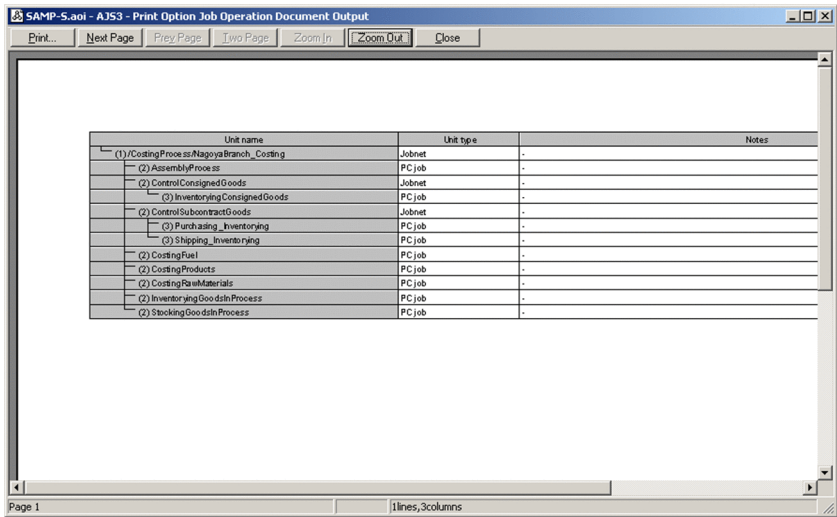 SAMP-S.aoi - AJS3 - Print Option Job Operation Document Output
Print... Next Page Prev Page Two Page Zoom In Zoom Out Close
Unit name Unit type Notes
(1)/CostingProcess/NagoyaBranch_Costing Jobnet -
(2) AssemblyProcess PC job -
(2) ControlConsignedGoods Jobnet -
(3) InventoryingConsignedGoods PC job -
(2) ControlSubcontractGoods Jobnet -
(3) Purchasing_Inventorying PC job -
(3) Shipping_Inventorying PC job -
(2) CostingFuel PC job -
(2) CostingProducts PC job -
(2) CostingRawMaterials PC job -
(2) InventoryingGoodsInProcess PC job -
(2) StockingGoodsInProcess PC job -
Page 1 1lines,3columns